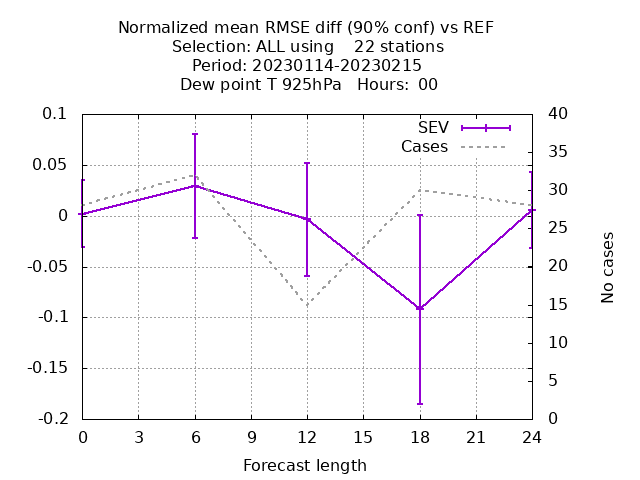 Normalized mean RMSE diff (90% conf) vs REF
Selection: ALL using    22 stations
Period: 20230114-20230215
Dew point T 925hPa   Hours:  00
SEV
Cases
0.1
0.05
0
-0.05
-0.1
-0.15
-0.2
40
35
30
25
20
15
10
5
0
No cases
0 3 6 9 12 15 18 21 24
Forecast length